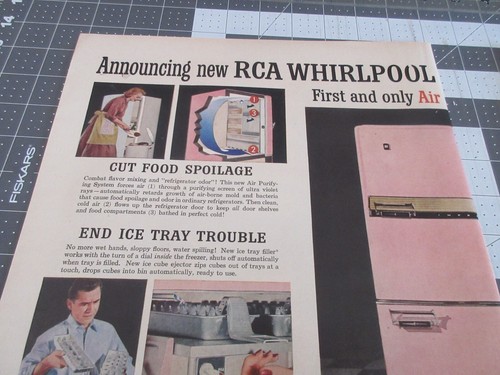 Announcing new RCA WHIRLPOOL
First and only Air
1
3
2
CUT FOOD SPOILAGE
Combat flavor mixing and "refrigerator odor"! This new Air Purify-
ing System forces air (1) through a purifying screen of ultra violet
rays—automatically retards growth of air-borne mold and bacteria
that cause food spoilage and odor in ordinary refrigerators. Then clean,
cold air (2) flows up the refrigerator door to keep all door shelves
and food compartments (3) bathed in perfect cold!
END ICE TRAY TROUBLE
No more wet hands, sloppy floors, water spilling! New ice tray filler*
works with the turn of a dial inside the freezer, shuts off automatically
when tray is filled. New ice cube ejector zips cubes out of trays at a
touch, drops cubes into bin automatically, ready to use.
FISKARS
14